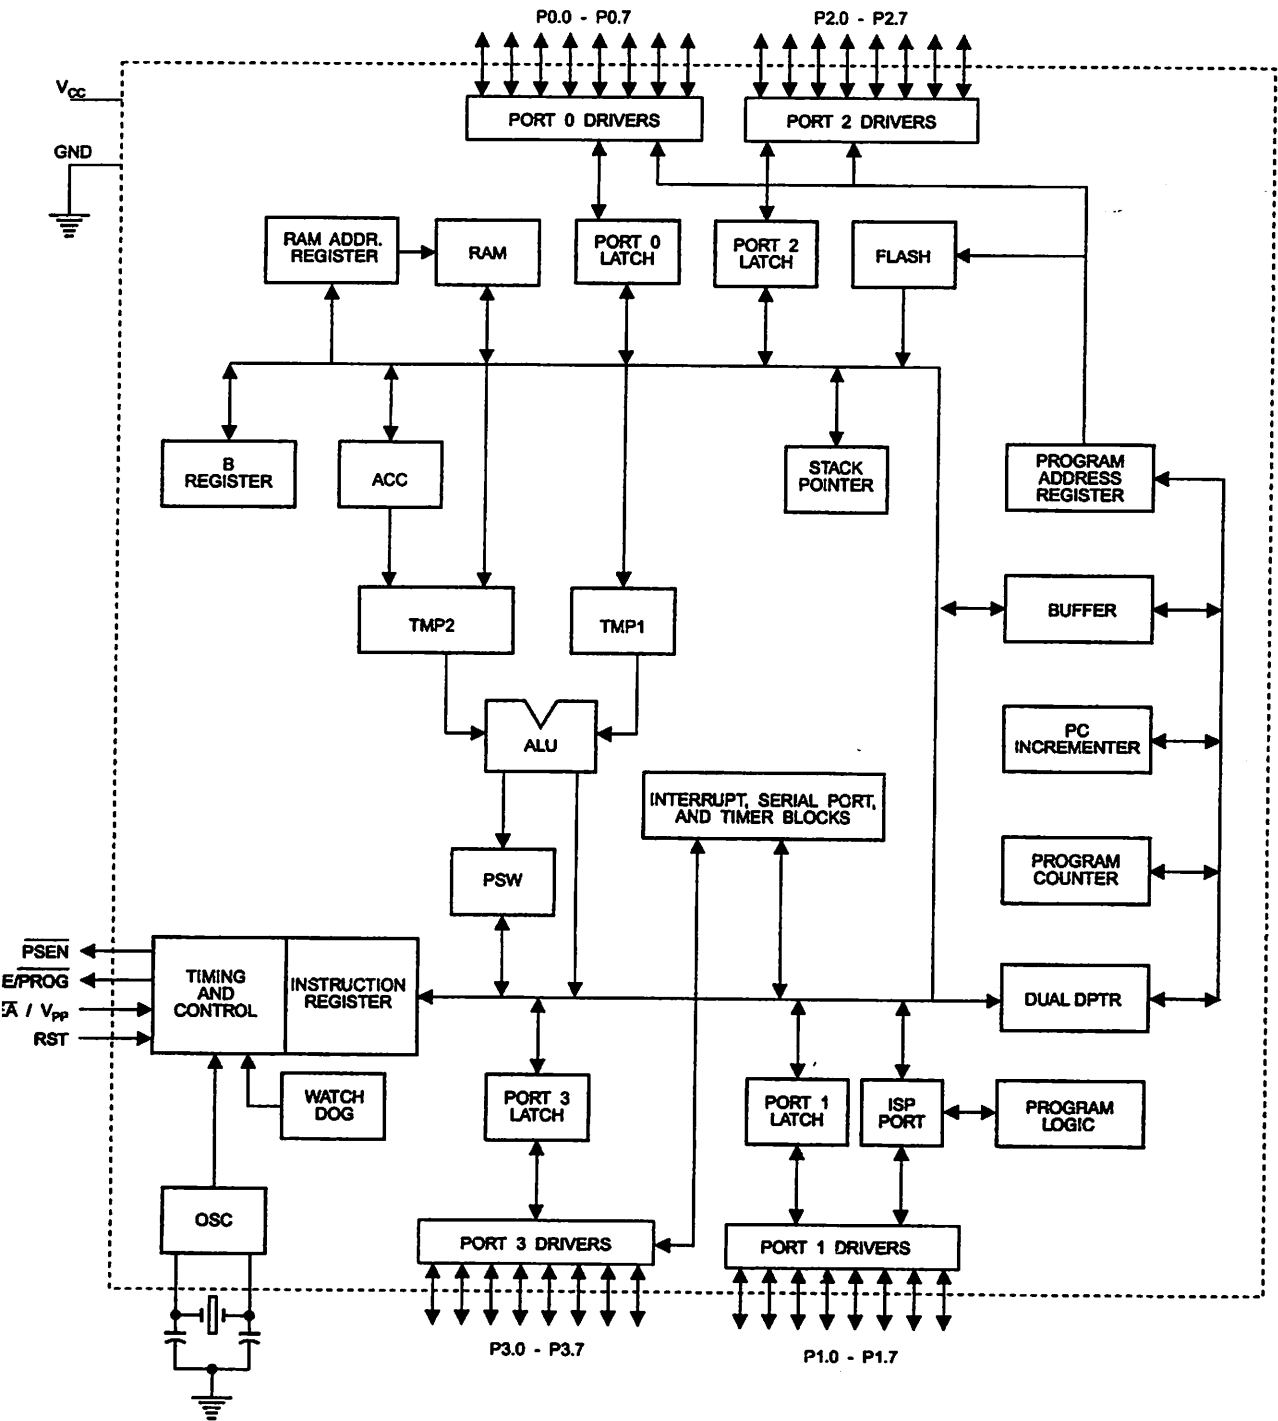 P0.0 - P0.7
P2.0 - P2.7
VCC
GND
PORT 0 DRIVERS
PORT 2 DRIVERS
RAM ADDR.
REGISTER
RAM
PORT 0
LATCH
PORT 2
LATCH
FLASH
B
REGISTER
ACC
STACK
POINTER
PROGRAM
ADDRESS
REGISTER
TMP2
TMP1
BUFFER
ALU
PC
INCREMENTER
INTERRUPT, SERIAL PORT,
AND TIMER BLOCKS
PSW
PROGRAM
COUNTER
PSEN
E/PROG
A / VPP
RST
TIMING
AND
CONTROL
INSTRUCTION
REGISTER
DUAL DPTR
WATCH
DOG
PORT 3
LATCH
PORT 1
LATCH
ISP
PORT
PROGRAM
LOGIC
OSC
PORT 3 DRIVERS
PORT 1 DRIVERS
P3.0 - P3.7
P1.0 - P1.7